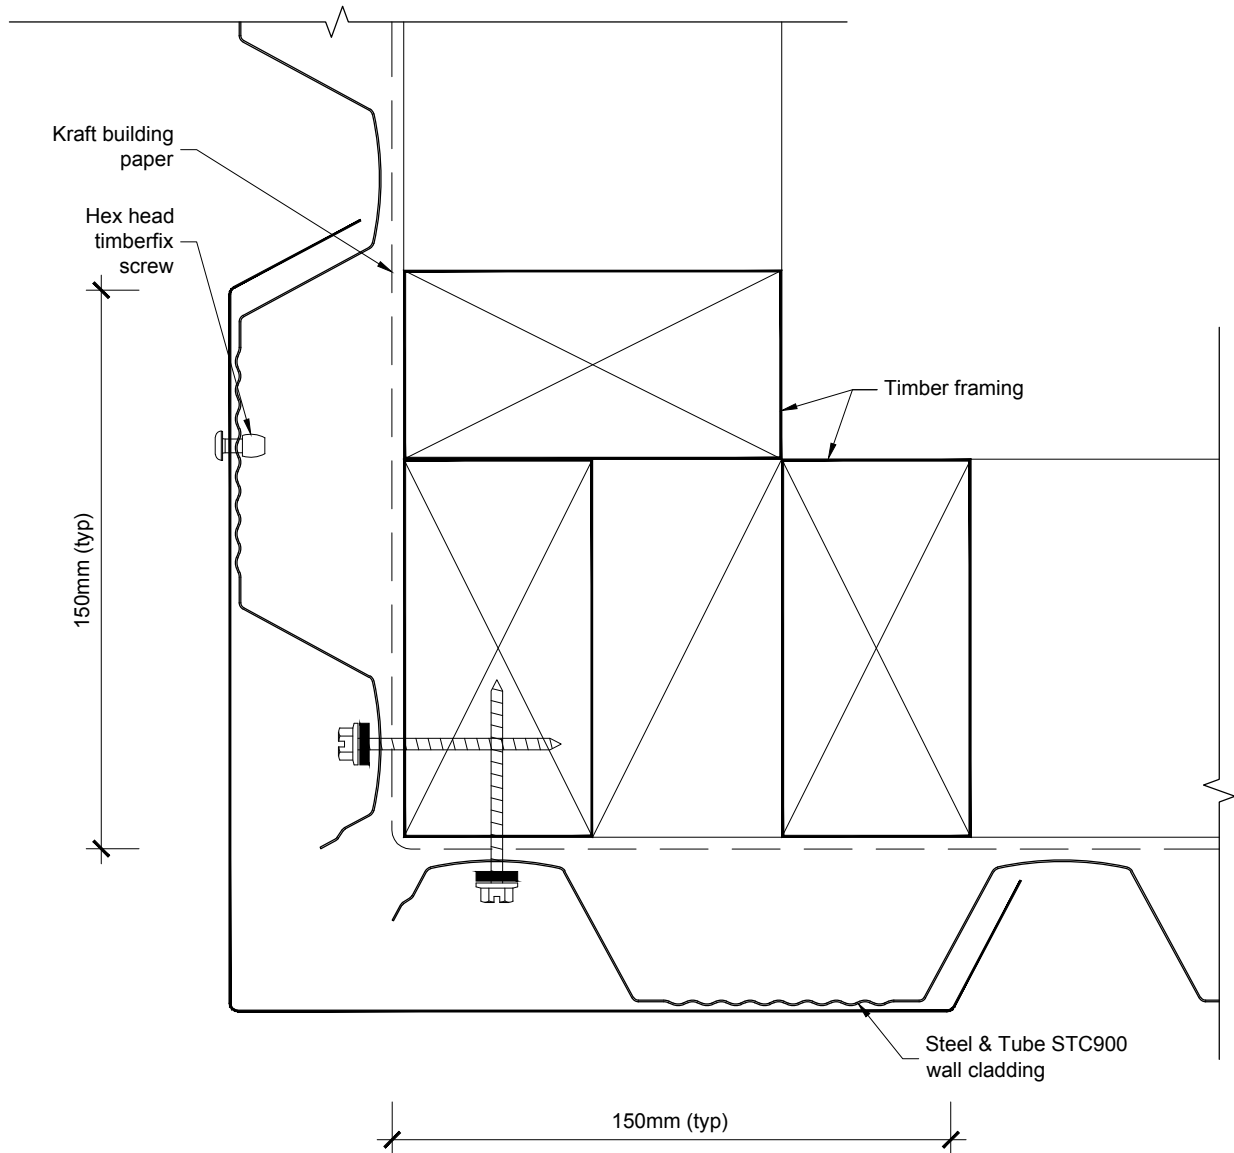 Kraft building
paper
Hex head
timberfix
screw
Timber framing
150mm (typ)
Steel & Tube STC900
wall cladding
150mm (typ)